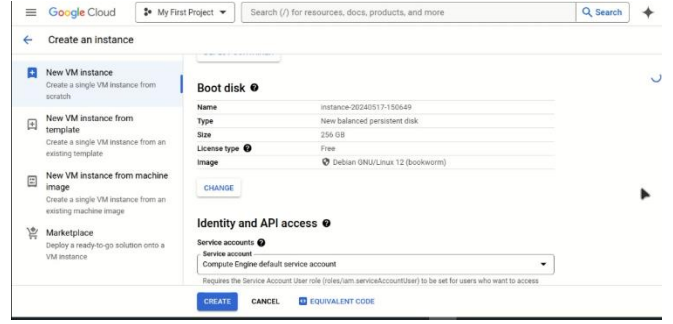 Google Cloud
My First Project
Search (/) for resources, docs, products, and more
Search
Create an instance
New VM instance
Create a single VM instance from
scratch
New VM instance from
template
Create a single VM instance from an
existing template
New VM instance from machine
image
Create a single VM instance from an
existing machine image
Marketplace
Deploy a ready-to-go solution onto a
VM instance
Boot disk
Name instance-20240517-150649
Type New balanced persistent disk
Size 256 GB
License type Free
Image Debian GNU/Linux 12 (bookworm)
CHANGE
Identity and API access
Service accounts
Service account
Compute Engine default service account
Requires the Service Account User role (roles/iam.serviceAccountUser) to be set for users who want to access
CREATE CANCEL EQUIVALENT CODE